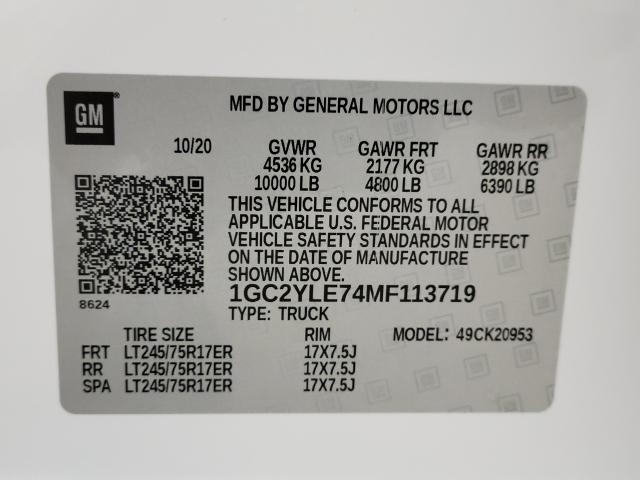 GM®
MFD BY GENERAL MOTORS LLC
10/20 GVWR GAWR FRT GAWR RR
4536 KG 2177 KG 2898 KG
10000 LB 4800 LB 6390 LB
THIS VEHICLE CONFORMS TO ALL
APPLICABLE U.S. FEDERAL MOTOR
VEHICLE SAFETY STANDARDS IN EFFECT
ON THE DATE OF MANUFACTURE
SHOWN ABOVE.
8624
1GC2YLE74MF113719
TYPE: TRUCK
TIRE SIZE RIM MODEL: 49CK20953
FRT LT245/75R17ER 17X7.5J
RR LT245/75R17ER 17X7.5J
SPA LT245/75R17ER 17X7.5J